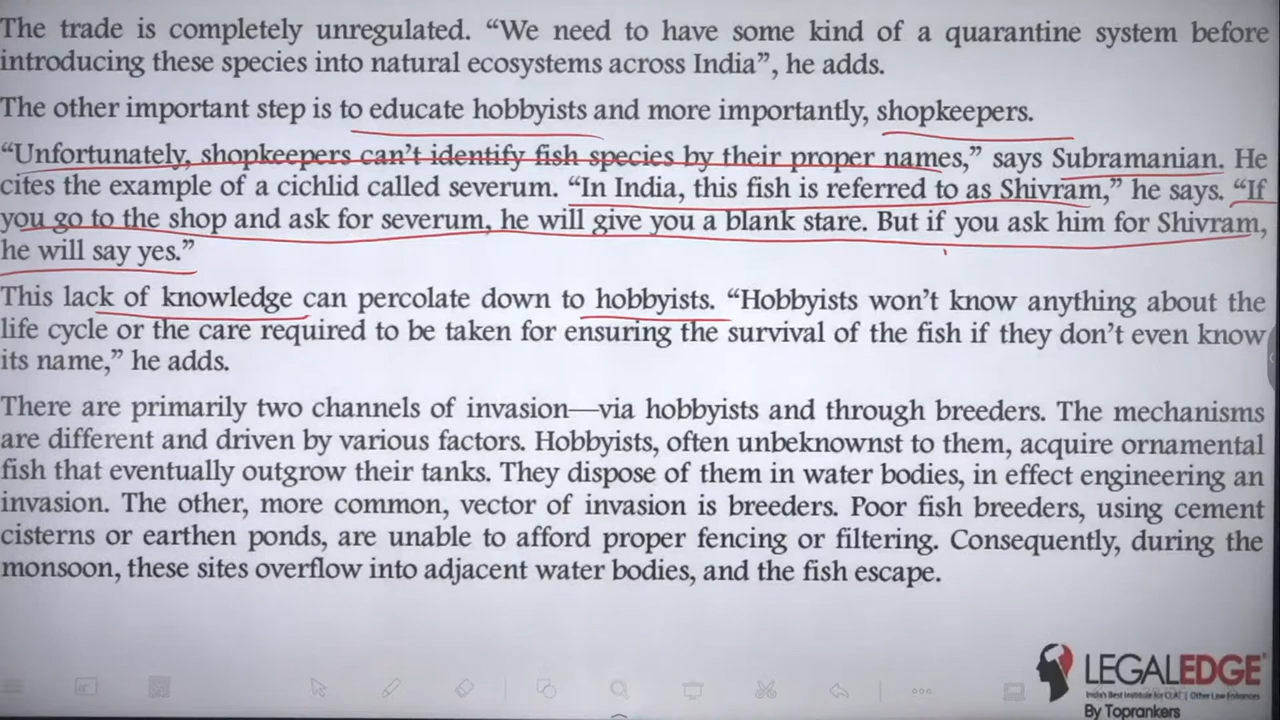 The trade is completely unregulated. “We need to have some kind of a quarantine system before
introducing these species into natural ecosystems across India”, he adds.
The other important step is to educate hobbyists and more importantly, shopkeepers.
“Unfortunately, shopkeepers can’t identify fish species by their proper names,” says Subramanian. He
cites the example of a cichlid called severum. “In India, this fish is referred to as Shivram,” he says. “If
you go to the shop and ask for severum, he will give you a blank stare. But if you ask him for Shivram,
he will say yes.”
This lack of knowledge can percolate down to hobbyists. “Hobbyists won’t know anything about the
life cycle or the care required to be taken for ensuring the survival of the fish if they don’t even know
its name,” he adds.
There are primarily two channels of invasion—via hobbyists and through breeders. The mechanisms
are different and driven by various factors. Hobbyists, often unbeknownst to them, acquire ornamental
fish that eventually outgrow their tanks. They dispose of them in water bodies, in effect engineering an
invasion. The other, more common, vector of invasion is breeders. Poor fish breeders, using cement
cisterns or earthen ponds, are unable to afford proper fencing or filtering. Consequently, during the
monsoon, these sites overflow into adjacent water bodies, and the fish escape.
LEGALEDGE
India's Best Institute for CLAT | Other Law Entrances
By Toprankers